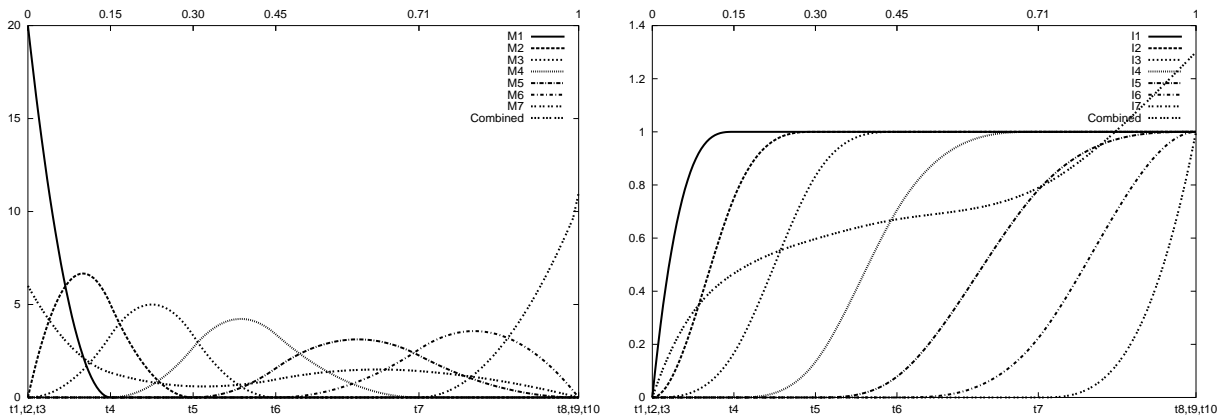 0 0.15 0.30 0.45 0.71 1
20
15
10
5
0
M1
M2
M3
M4
M5
M6
M7
Combined
t1,t2,t3 t4 t5 t6 t7 t8,t9,t10
0 0.15 0.30 0.45 0.71 1
1.4
1.2
1
0.8
0.6
0.4
0.2
0
I1
I2
I3
I4
I5
I6
I7
Combined
t1,t2,t3 t4 t5 t6 t7 t8,t9,t10